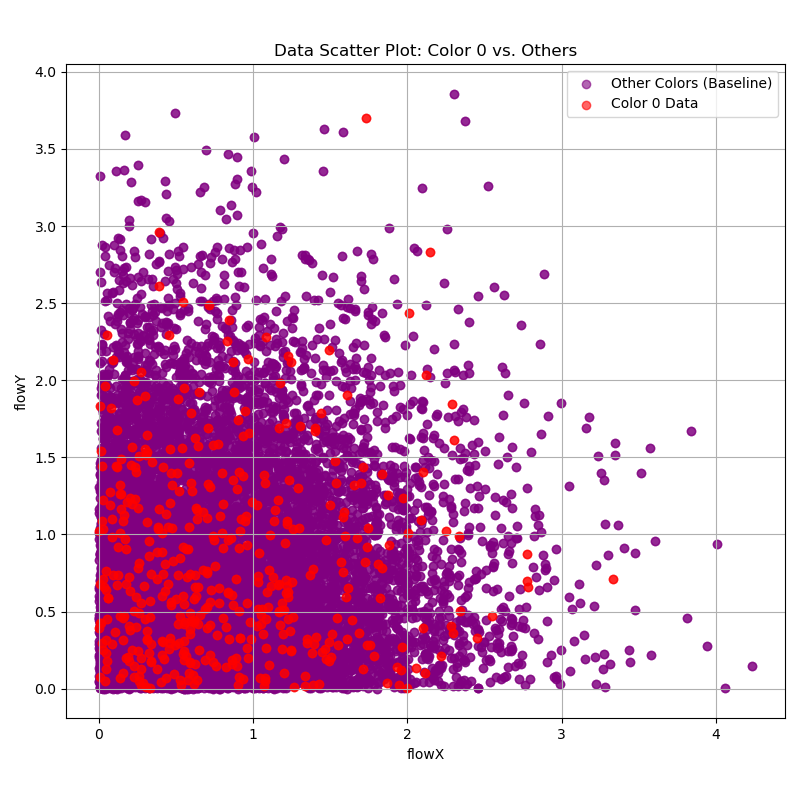 Data Scatter Plot: Color 0 vs. Others
Other Colors (Baseline)
Color 0 Data
4.0
3.5
3.0
2.5
2.0
1.5
1.0
0.5
0.0
flowY
0 1 2 3 4
flowX